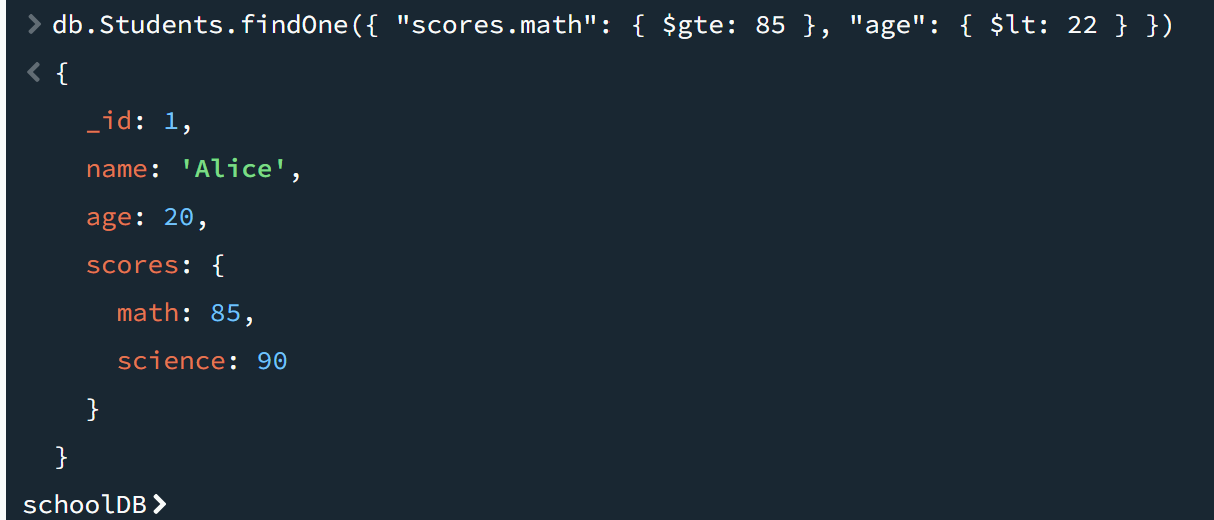 > db.Students.findOne({ "scores.math": { $gte: 85 }, "age": { $lt: 22 } })
< {
_id: 1,
name: 'Alice',
age: 20,
scores: {
math: 85,
science: 90
}
}
schoolDB>